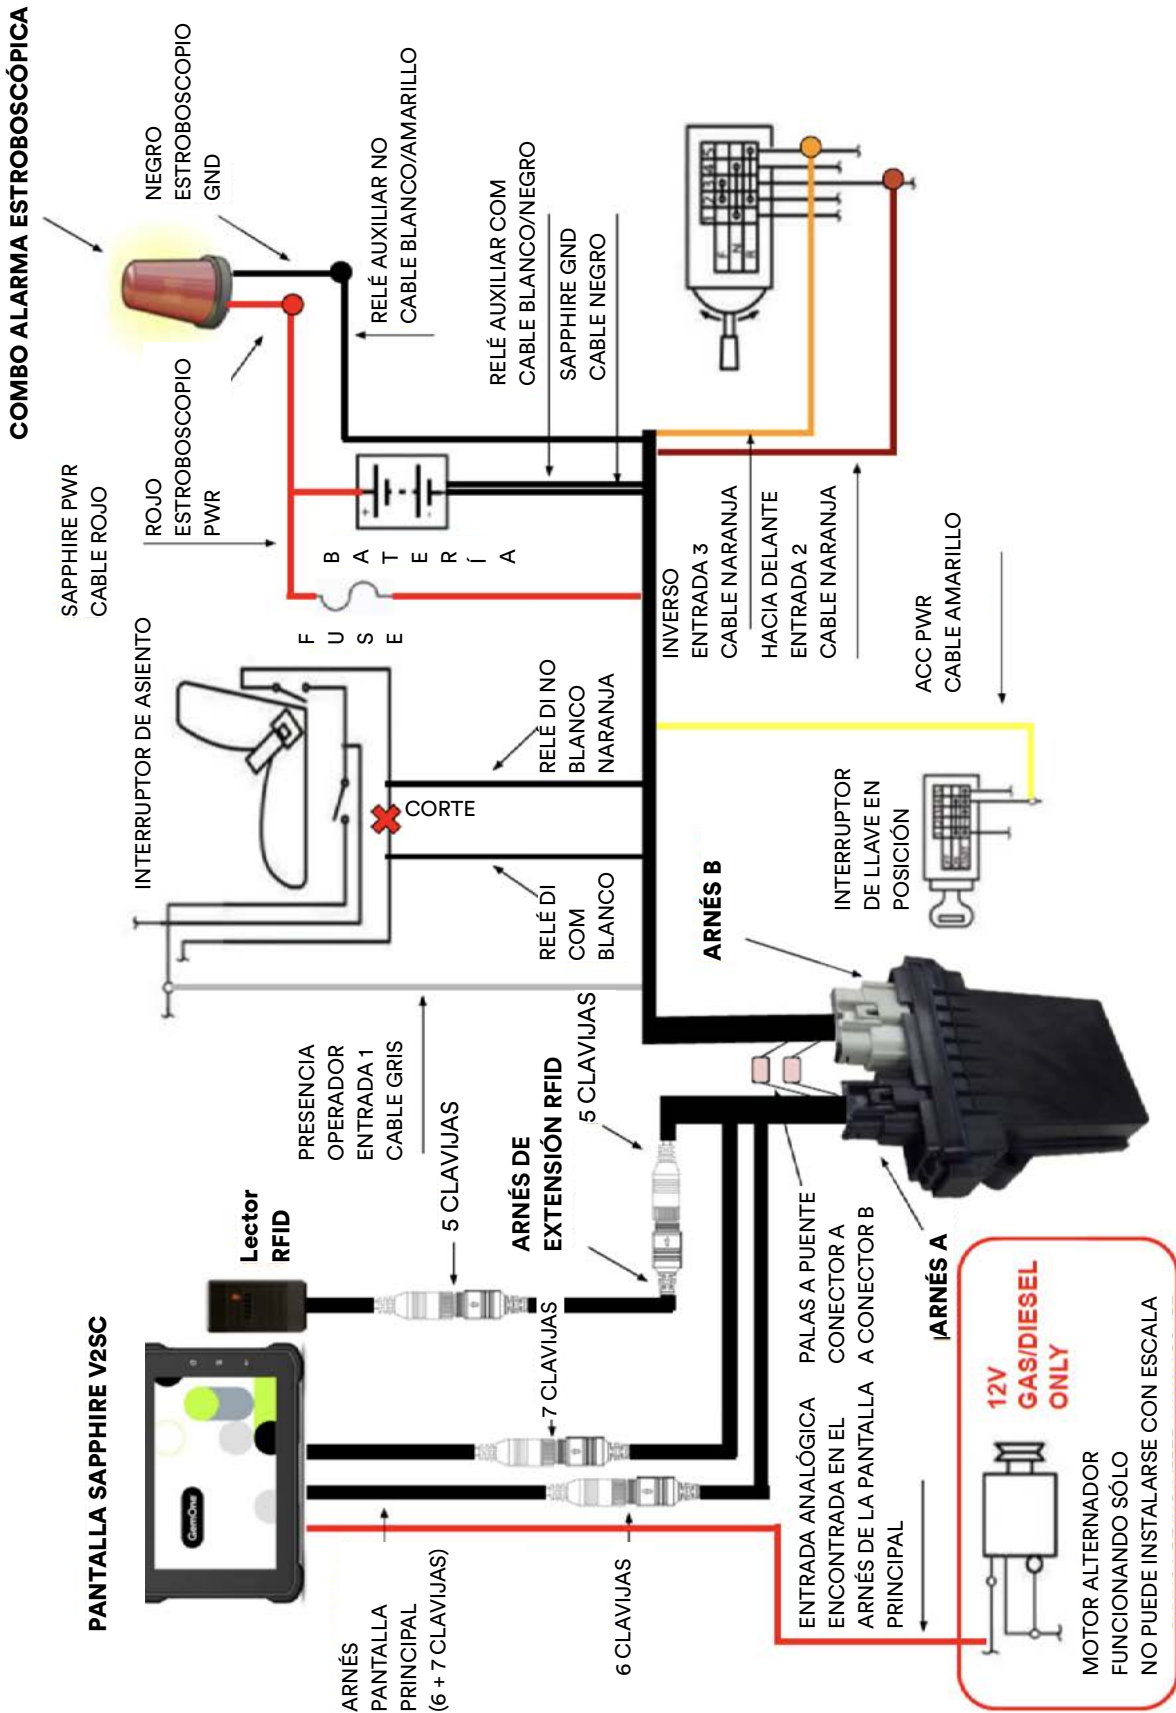 COMBO ALARMA ESTROBOSCÓPICA
PANTALLA SAPPHIRE V2SC
SAPPHIRE PWR
CABLE ROJO
INTERRUPTOR DE ASIENTO
ROJO
ESTROBOSCOPIO
PWR
NEGRO
ESTROBOSCOPIO
GND
GemOne
Lector
RFID
PRESENCIA
OPERADOR
ENTRADA 1
CABLE GRIS
F
U
S
E
B
A
T
E
R
Í
A
+
-
RELÉ AUXILIAR NO
CABLE BLANCO/AMARILLO
ARNÉS
PANTALLA
PRINCIPAL
(6 + 7 CLAVIJAS)
5 CLAVIJAS
CORTE
RELÉ AUXILIAR COM
CABLE BLANCO/NEGRO
ARNÉS DE
EXTENSIÓN RFID
7 CLAVIJAS
5 CLAVIJAS
RELÉ DI
COM
BLANCO
RELÉ DI NO
BLANCO
NARANJA
SAPPHIRE GND
CABLE NEGRO
6 CLAVIJAS
INVERSO
ENTRADA 3
CABLE NARANJA
HACIA DELANTE
ENTRADA 2
CABLE NARANJA
1 2 3 4 5
F
N
R
ARNÉS B
ENTRADA ANALÓGICA
ENCONTRADA EN EL
ARNÉS DE LA PANTALLA
PRINCIPAL
PALAS A PUENTE
CONECTOR A
A CONECTOR B
INTERRUPTOR
DE LLAVE EN
POSICIÓN
ACC PWR
CABLE AMARILLO
ARNÉS A
12V
GAS/DIESEL
ONLY
MOTOR ALTERNADOR
FUNCIONANDO SÓLO
NO PUEDE INSTALARSE CON ESCALA